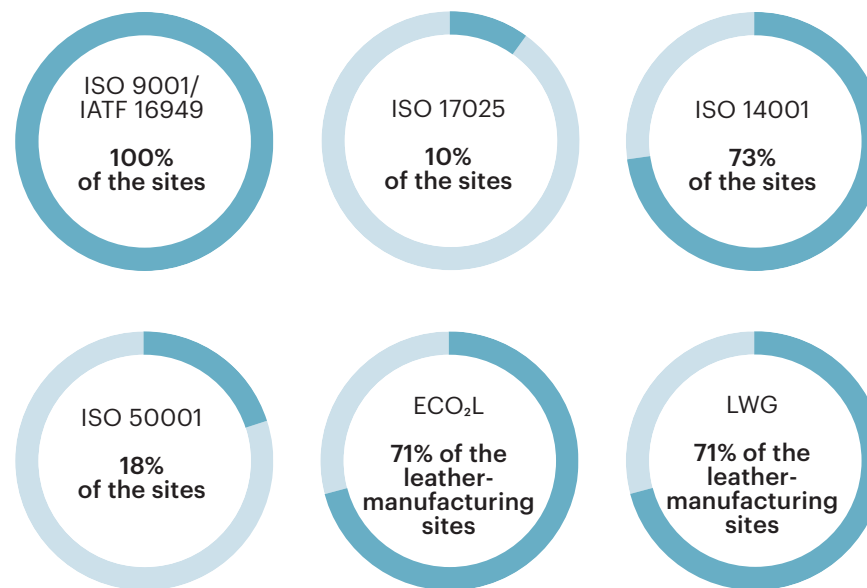 ISO 9001/
IATF 16949
100%
of the sites
ISO 17025
10%
of the sites
ISO 14001
73%
of the sites
ISO 50001
18%
of the sites
ECO₂L
71% of the
leather-
manufacturing
sites
LWG
71% of the
leather-
manufacturing
sites